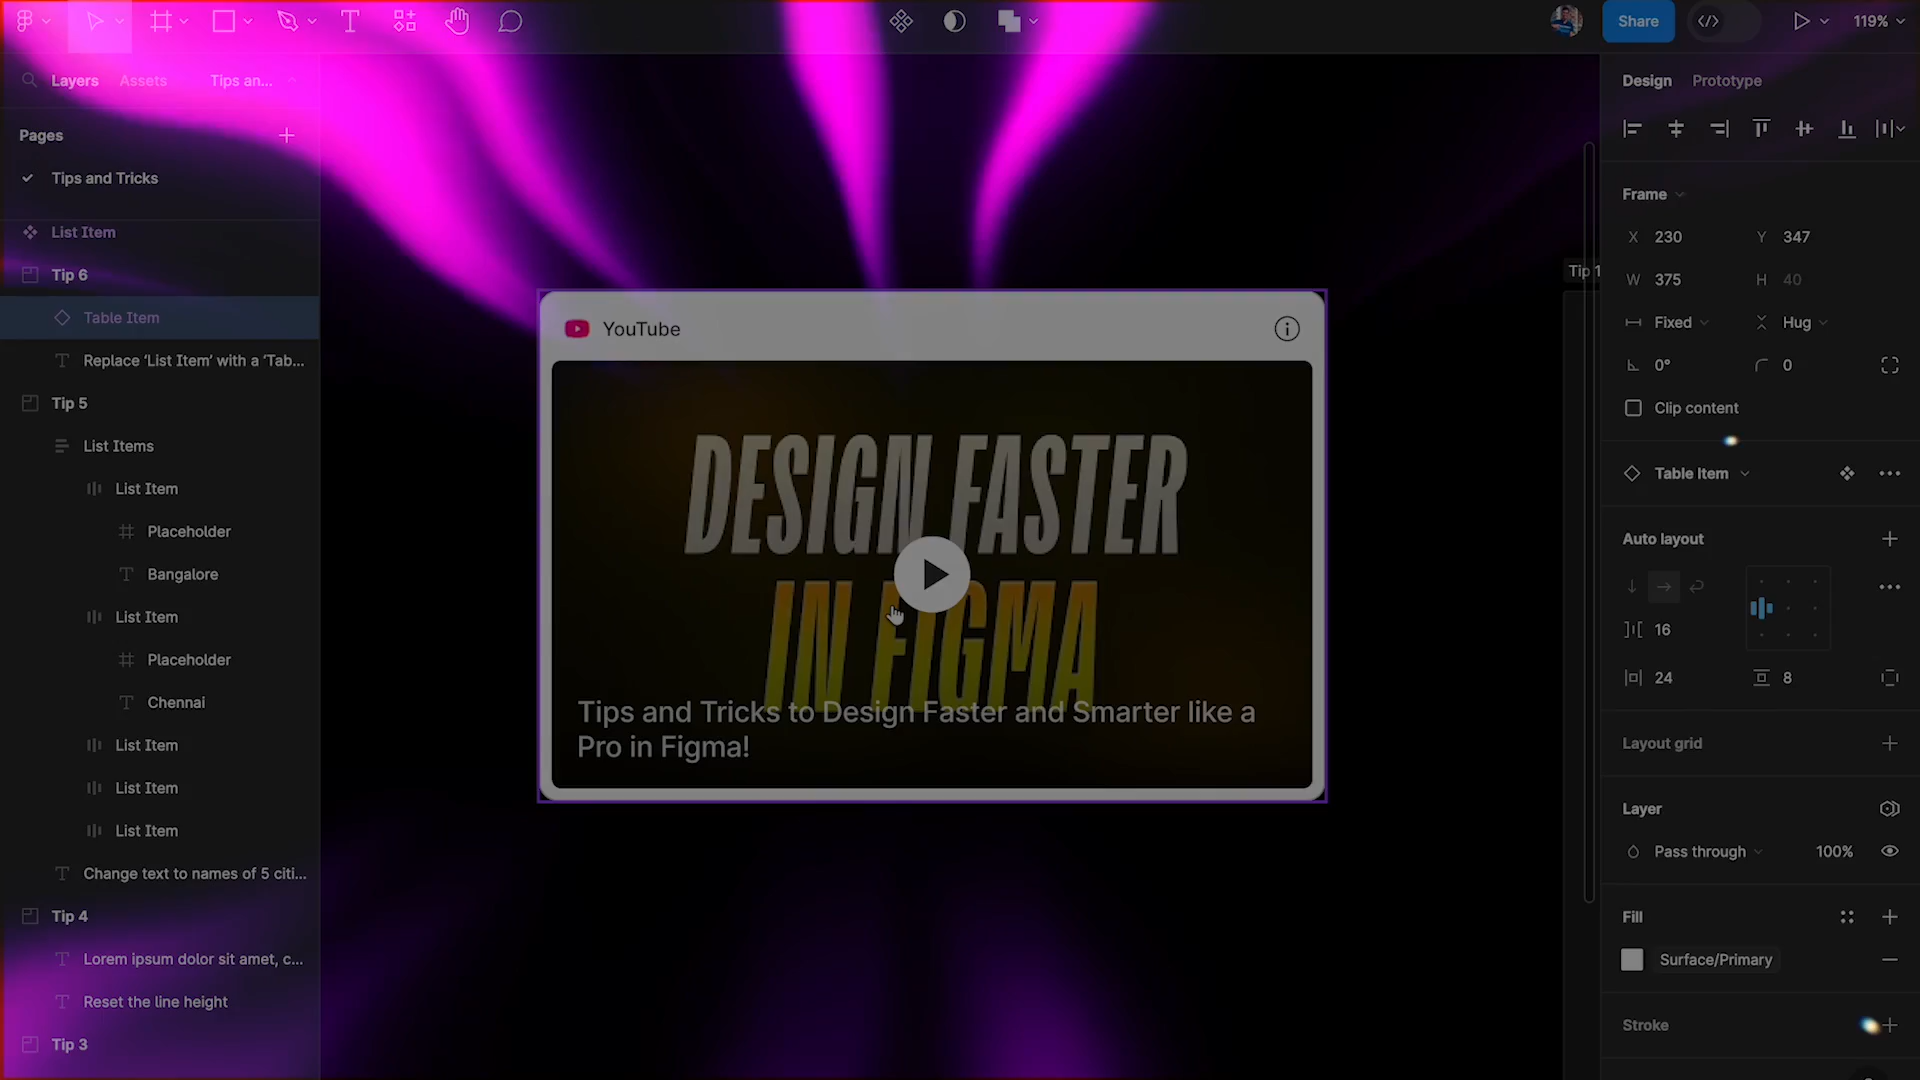 Share
119%
Layers
Assets
Tips an...
Pages
Tips and Tricks
List Item
Tip 6
Table Item
Replace ‘List Item’ with a ‘Tab...
Tip 5
List Items
List Item
Placeholder
Bangalore
List Item
Placeholder
Chennai
List Item
List Item
List Item
Change text to names of 5 citi...
Tip 4
Lorem ipsum dolor sit amet, c...
Reset the line height
Tip 3
Tip 1
YouTube
DESIGN FASTER
IN FIGMA
Tips and Tricks to Design Faster and Smarter like a
Pro in Figma!
Design
Prototype
Frame
X 230
Y 347
W 375
H 40
Fixed
Hug
0°
0
Clip content
Table Item
Auto layout
16
24
8
Layout grid
Layer
Pass through
100%
Fill
Surface/Primary
Stroke